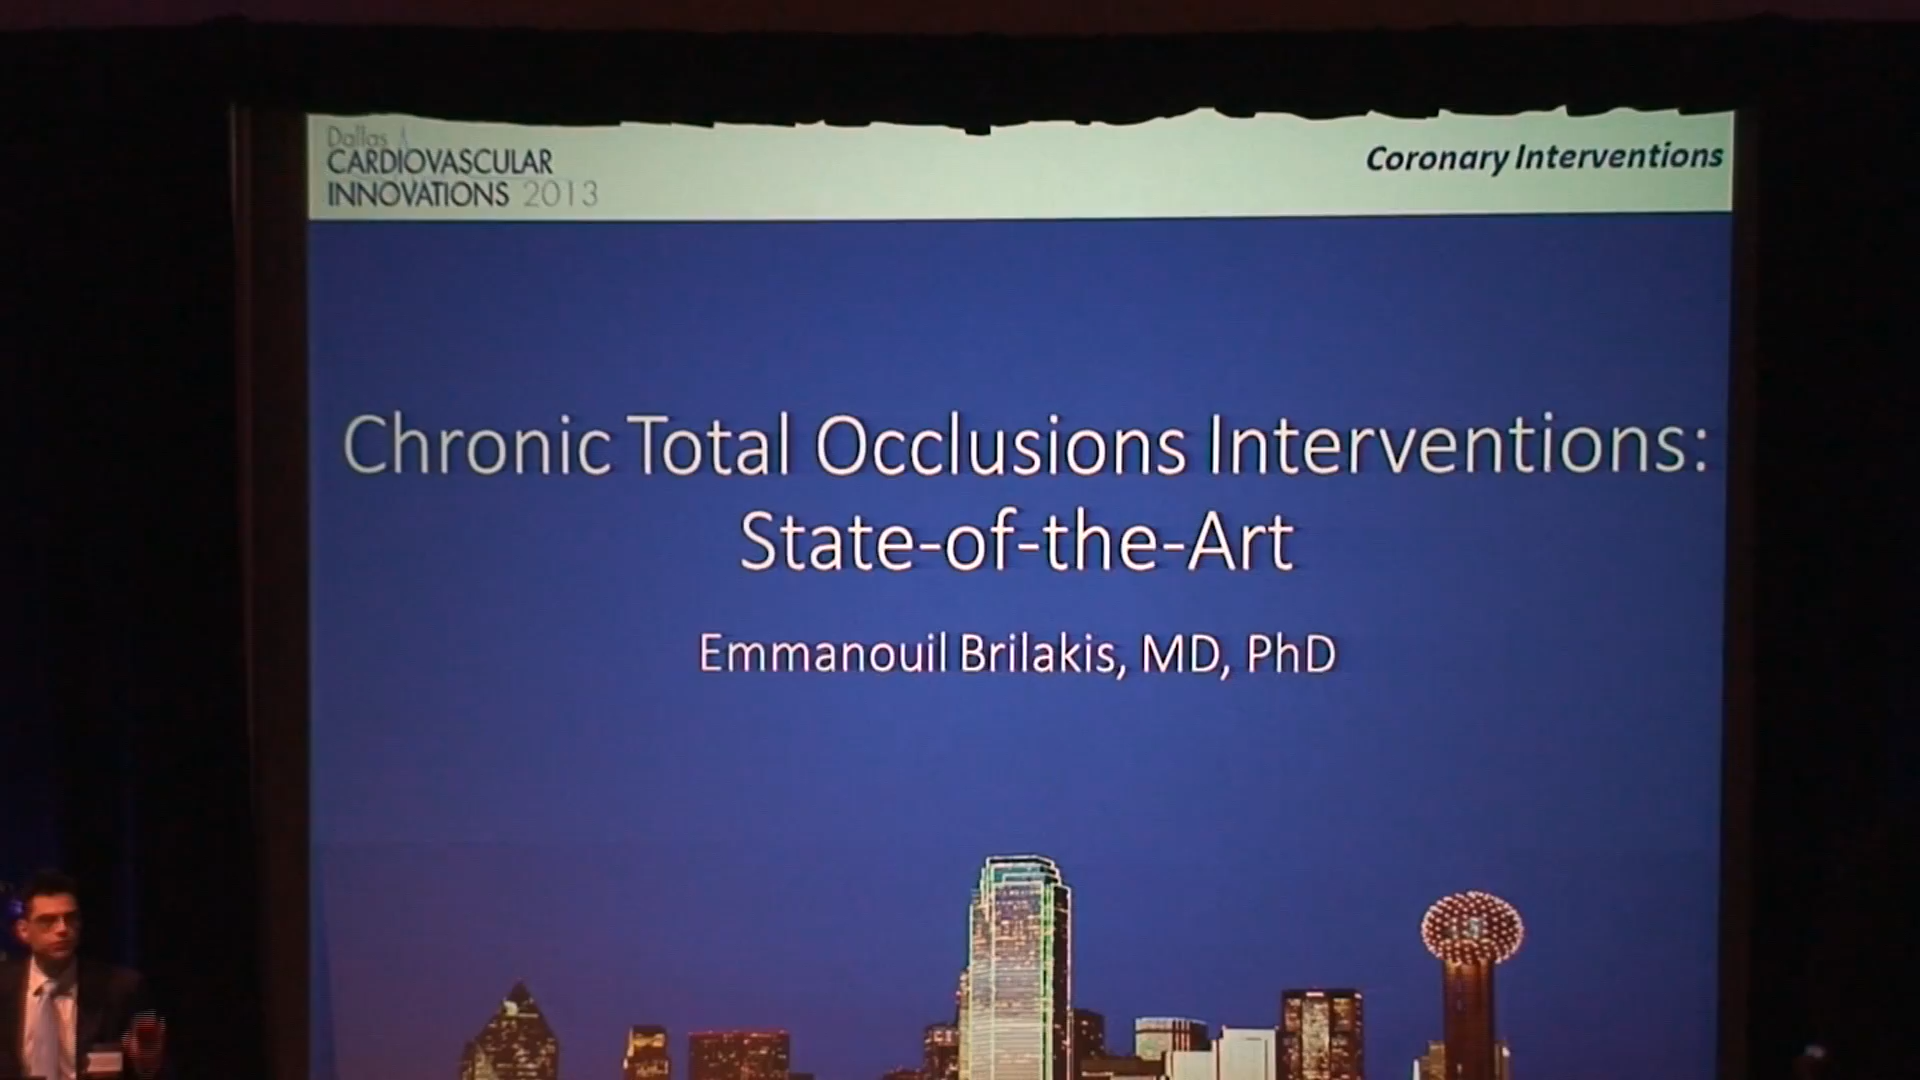 Dallas
CARDIOVASCULAR
INNOVATIONS 2013
Coronary Interventions
Chronic Total Occlusions Interventions:
State-of-the-Art
Emmanouil Brilakis, MD, PhD